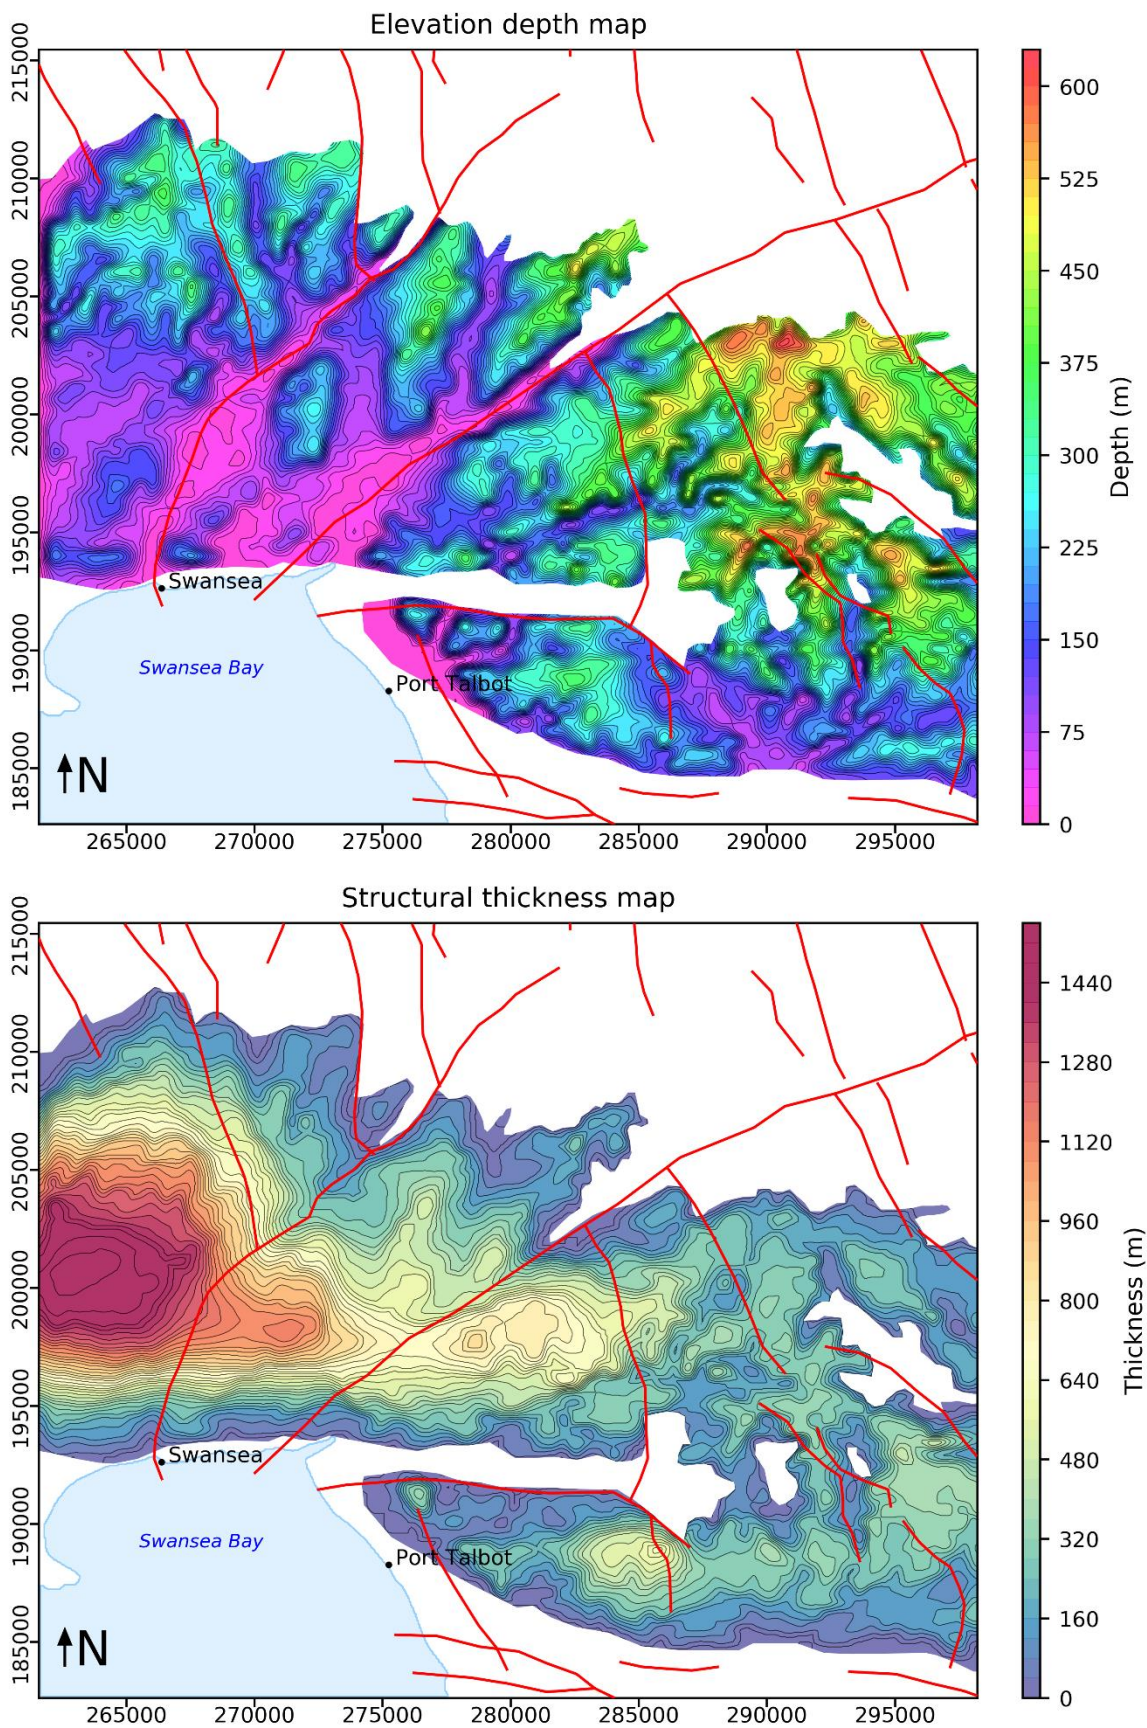 Elevation depth map
215000
210000
205000
200000
195000
190000
185000
Swansea
Swansea Bay
Port Talbot
N
265000 270000 275000 280000 285000 290000 295000
600
525
450
375
300
225
150
75
0
Depth (m)
Structural thickness map
215000
210000
205000
200000
195000
190000
185000
Swansea
Swansea Bay
Port Talbot
N
265000 270000 275000 280000 285000 290000 295000
1440
1280
1120
960
800
640
480
320
160
0
Thickness (m)